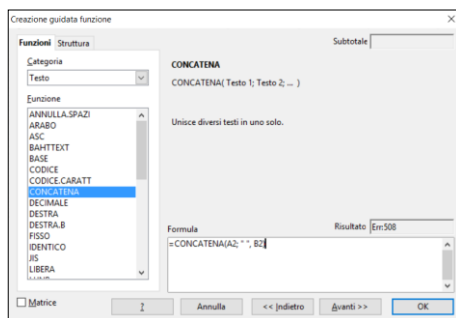 Creazione guidata funzione
Funzioni Struttura
Subtotale
Categoria
Testo
CONCATENA
CONCATENA( Testo 1; Testo 2; ... )
Funzione
Unisce diversi testi in uno solo.
ANNULLA.SPAZI
ARABO
ASC
BAHTTEXT
BASE
CODICE
CODICE.CARATT
CONCATENA
DECIMALE
DESTRA
DESTRA.B
FISSO
IDENTICO
JIS
LIBERA
Formula
Risultato Err:508
=CONCATENA(A2; " ", B2)
Matrice
? Annulla << Indietro Avanti >> OK